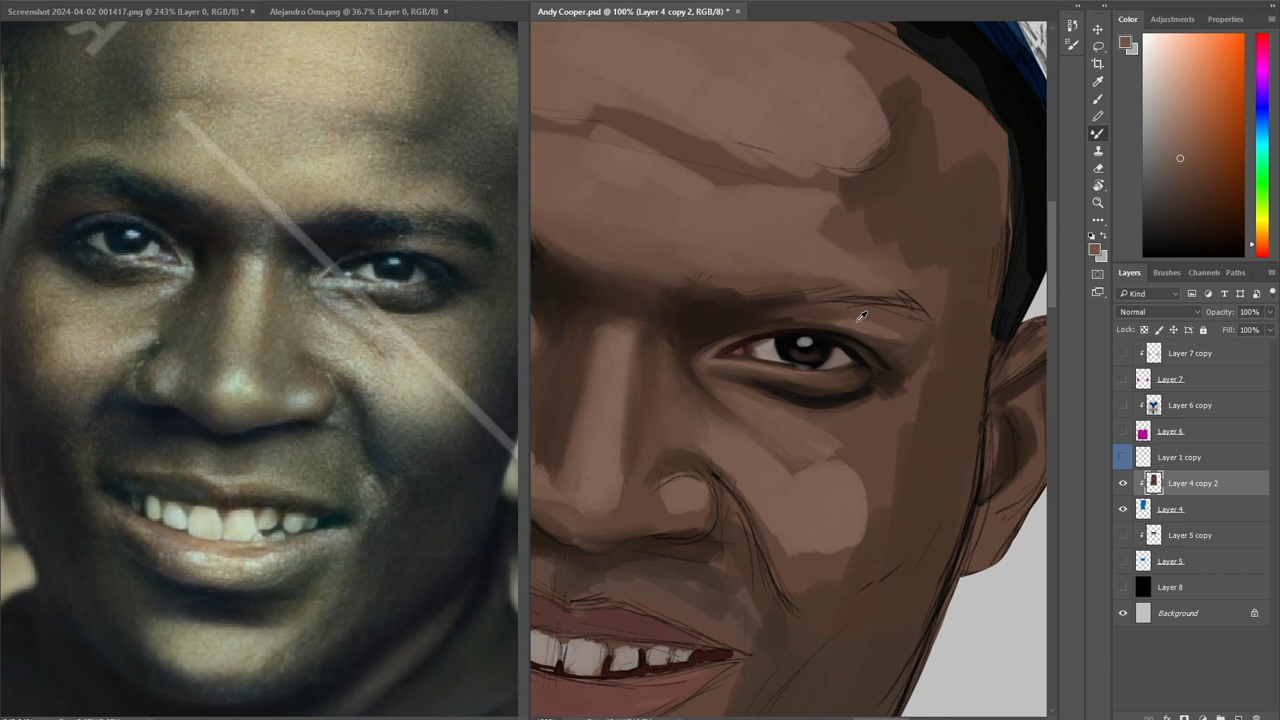 Screenshot 2024-04-02 001417.png @ 243% (Layer 0, RGB/8) * ×
Alejandro Oms.png @ 36.7% (Layer 0, RGB/8) ×
Andy Cooper.psd @ 100% (Layer 4 copy 2, RGB/8) * ×
Color
Adjustments
Properties
Layers
Brushes
Channels
Paths
Kind
Normal
Opacity: 100%
Lock:
Fill: 100%
Layer 7 copy
Layer 7
Layer 6 copy
Layer 6
Layer 1 copy
Layer 4 copy 2
Layer 4
Layer 5 copy
Layer 5
Layer 8
Background
fx